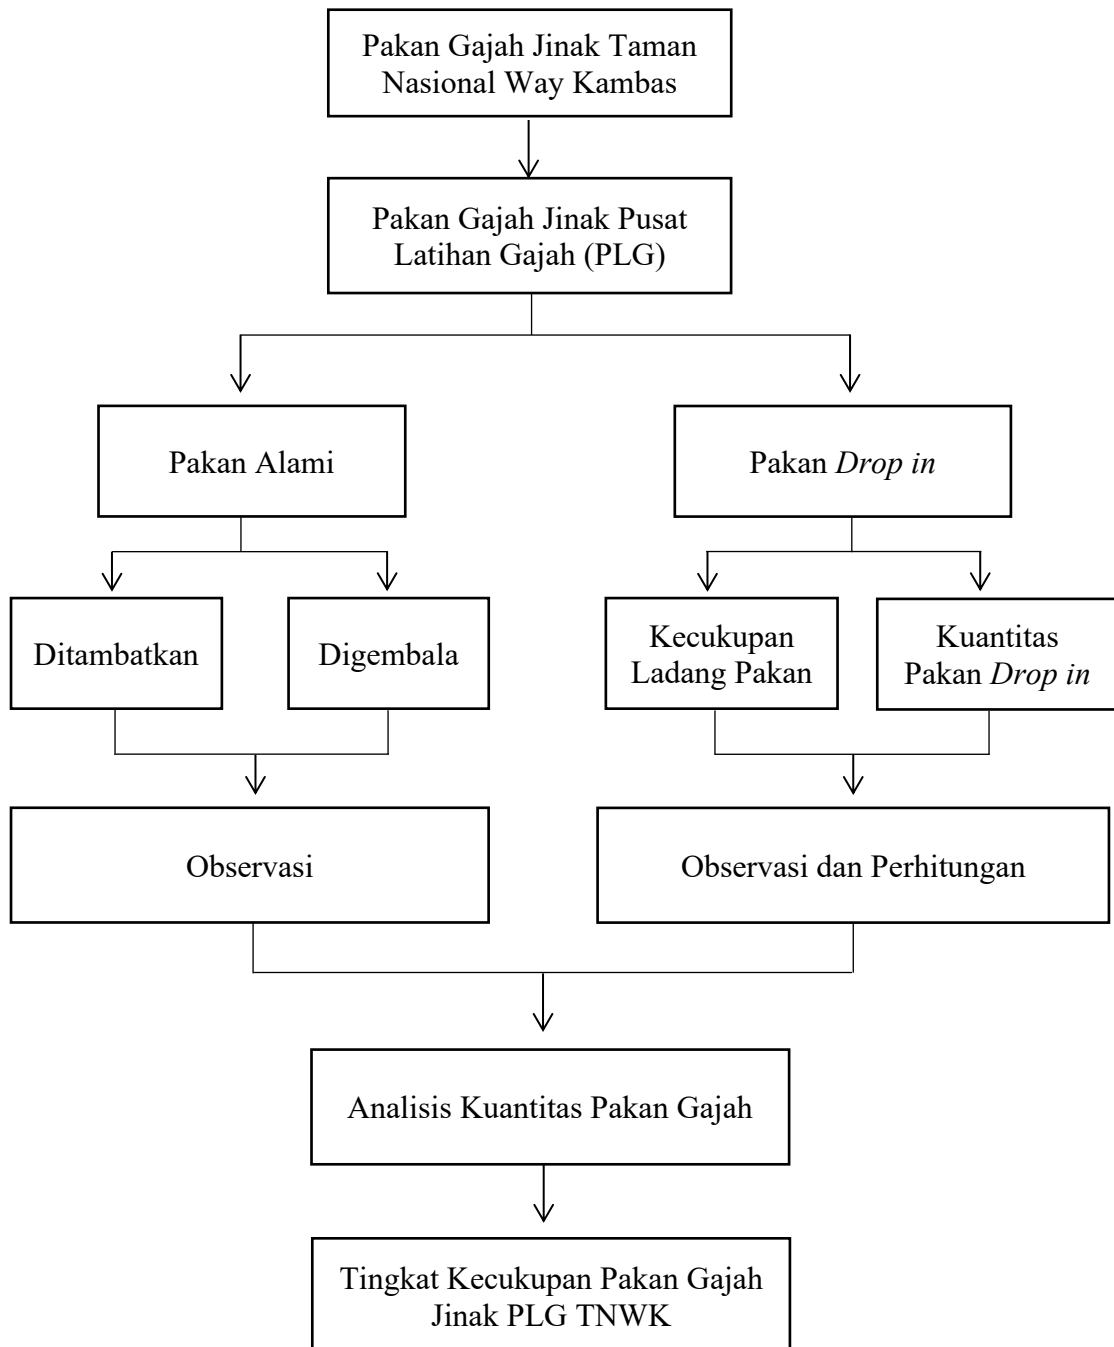 Pakan Gajah Jinak Taman
Nasional Way Kambas
Pakan Gajah Jinak Pusat
Latihan Gajah (PLG)
Pakan Alami
Pakan Drop in
Ditambatkan
Digembala
Kecukupan
Ladang Pakan
Kuantitas
Pakan Drop in
Observasi
Observasi dan Perhitungan
Analisis Kuantitas Pakan Gajah
Tingkat Kecukupan Pakan Gajah
Jinak PLG TNWK